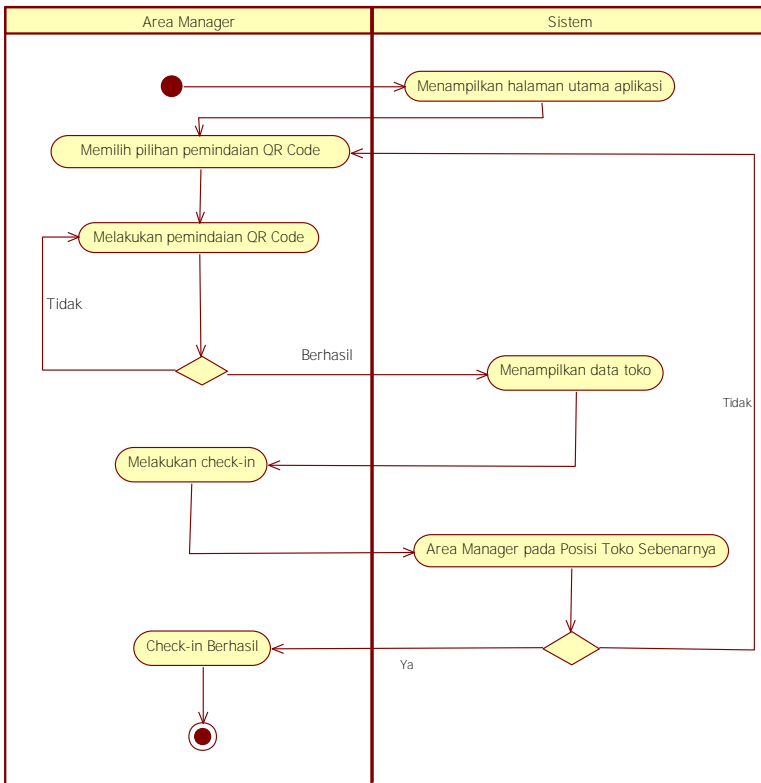 Area Manager
Sistem
Menampilkan halaman utama aplikasi
Memilih pilihan pemindaian QR Code
Melakukan pemindaian QR Code
Tidak
Berhasil
Menampilkan data toko
Tidak
Melakukan check-in
Area Manager pada Posisi Toko Sebenarnya
Check-in Berhasil
Ya